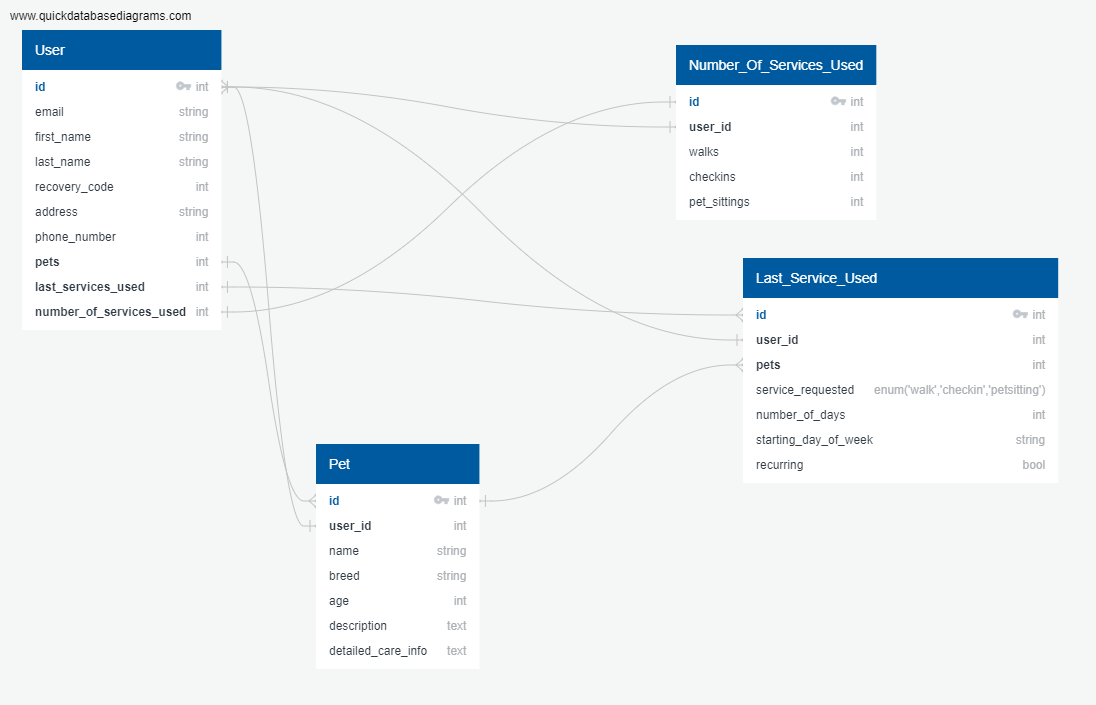 www.quickdatabasediagrams.com
User
id int
email string
first_name string
last_name string
recovery_code int
address string
phone_number int
pets int
last_services_used int
number_of_services_used int
Number_Of_Services_Used
id int
user_id int
walks int
checkins int
pet_sittings int
Last_Service_Used
id int
user_id int
pets int
service_requested enum('walk','checkin','petsitting')
number_of_days int
starting_day_of_week string
recurring bool
Pet
id int
user_id int
name string
breed string
age int
description text
detailed_care_info text